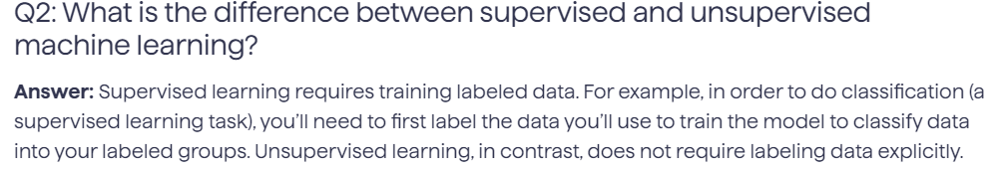 Q2: What is the difference between supervised and unsupervised
machine learning?
Answer: Supervised learning requires training labeled data. For example, in order to do classification (a
supervised learning task), you’ll need to first label the data you’ll use to train the model to classify data
into your labeled groups. Unsupervised learning, in contrast, does not require labeling data explicitly.